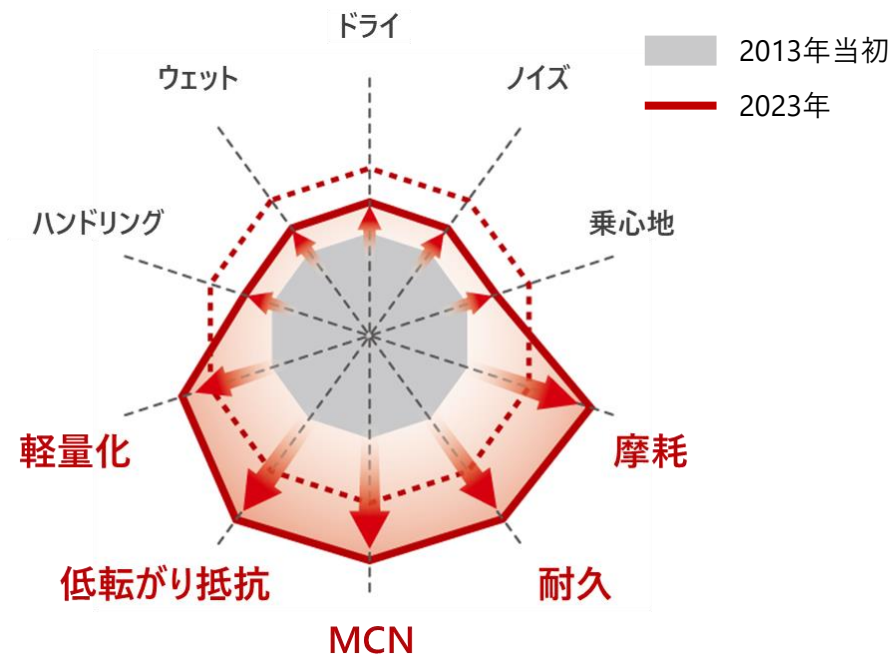 ドライ
2013年当初
2023年
ウェット
ノイズ
ハンドリング
乗心地
軽量化
摩耗
低転がり抵抗
耐久
MCN